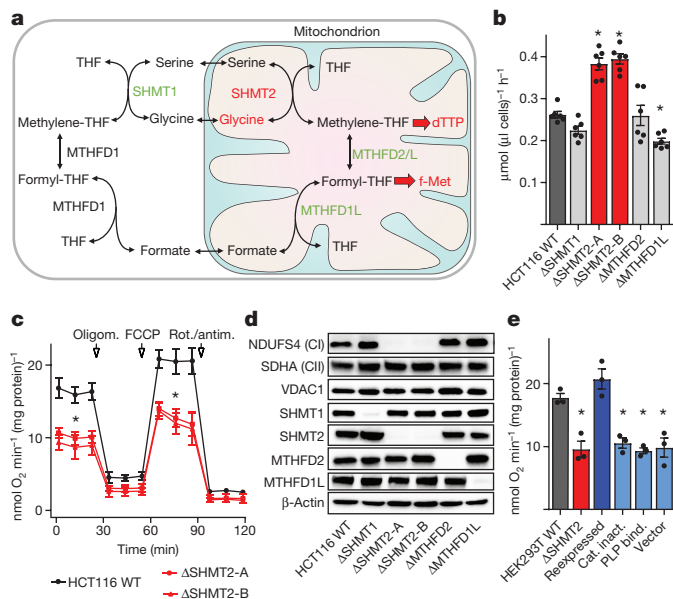 a
Mitochondrion
THF
Serine
Serine
THF
SHMT1
SHMT2
Methylene-THF
Glycine
Glycine
Methylene-THF
dTTP
MTHFD1
MTHFD2/L
Formyl-THF
Formyl-THF
f-Met
MTHFD1
MTHFD1L
THF
Formate
Formate
THF
b
μmol (μl cells)−1 h−1
0.4
0.3
0.2
0.1
0
* * *
HCT116 WT
ΔSHMT1
ΔSHMT2-A
ΔSHMT2-B
ΔMTHFD2
ΔMTHFD1L
c
Oligom. FCCP Rot./antim.
nmol O2 min−1 (mg protein)−1
20
10
0
* *
0 30 60 90 120
Time (min)
HCT116 WT
ΔSHMT2-A
ΔSHMT2-B
d
NDUFS4 (CI)
SDHA (CII)
VDAC1
SHMT1
SHMT2
MTHFD2
MTHFD1L
β-Actin
HCT116 WT
ΔSHMT1
ΔSHMT2-A
ΔSHMT2-B
ΔMTHFD2
ΔMTHFD1L
e
nmol O2 min−1 (mg protein)−1
20
10
0
* * * *
HEK293T WT
ΔSHMT2
Reexpressed
Cat. inact.
PLP bind.
Vector